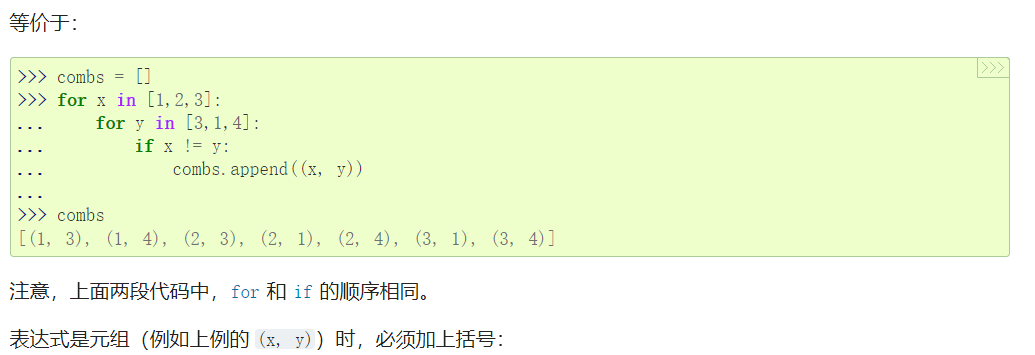 等价于：
>>>
>>> combs = []
>>> for x in [1,2,3]:
...     for y in [3,1,4]:
...         if x != y:
...             combs.append((x, y))
...
>>> combs
[(1, 3), (1, 4), (2, 3), (2, 1), (2, 4), (3, 1), (3, 4)]
注意，上面两段代码中，for 和 if 的顺序相同。
表达式是元组（例如上例的 (x, y)）时，必须加上括号：